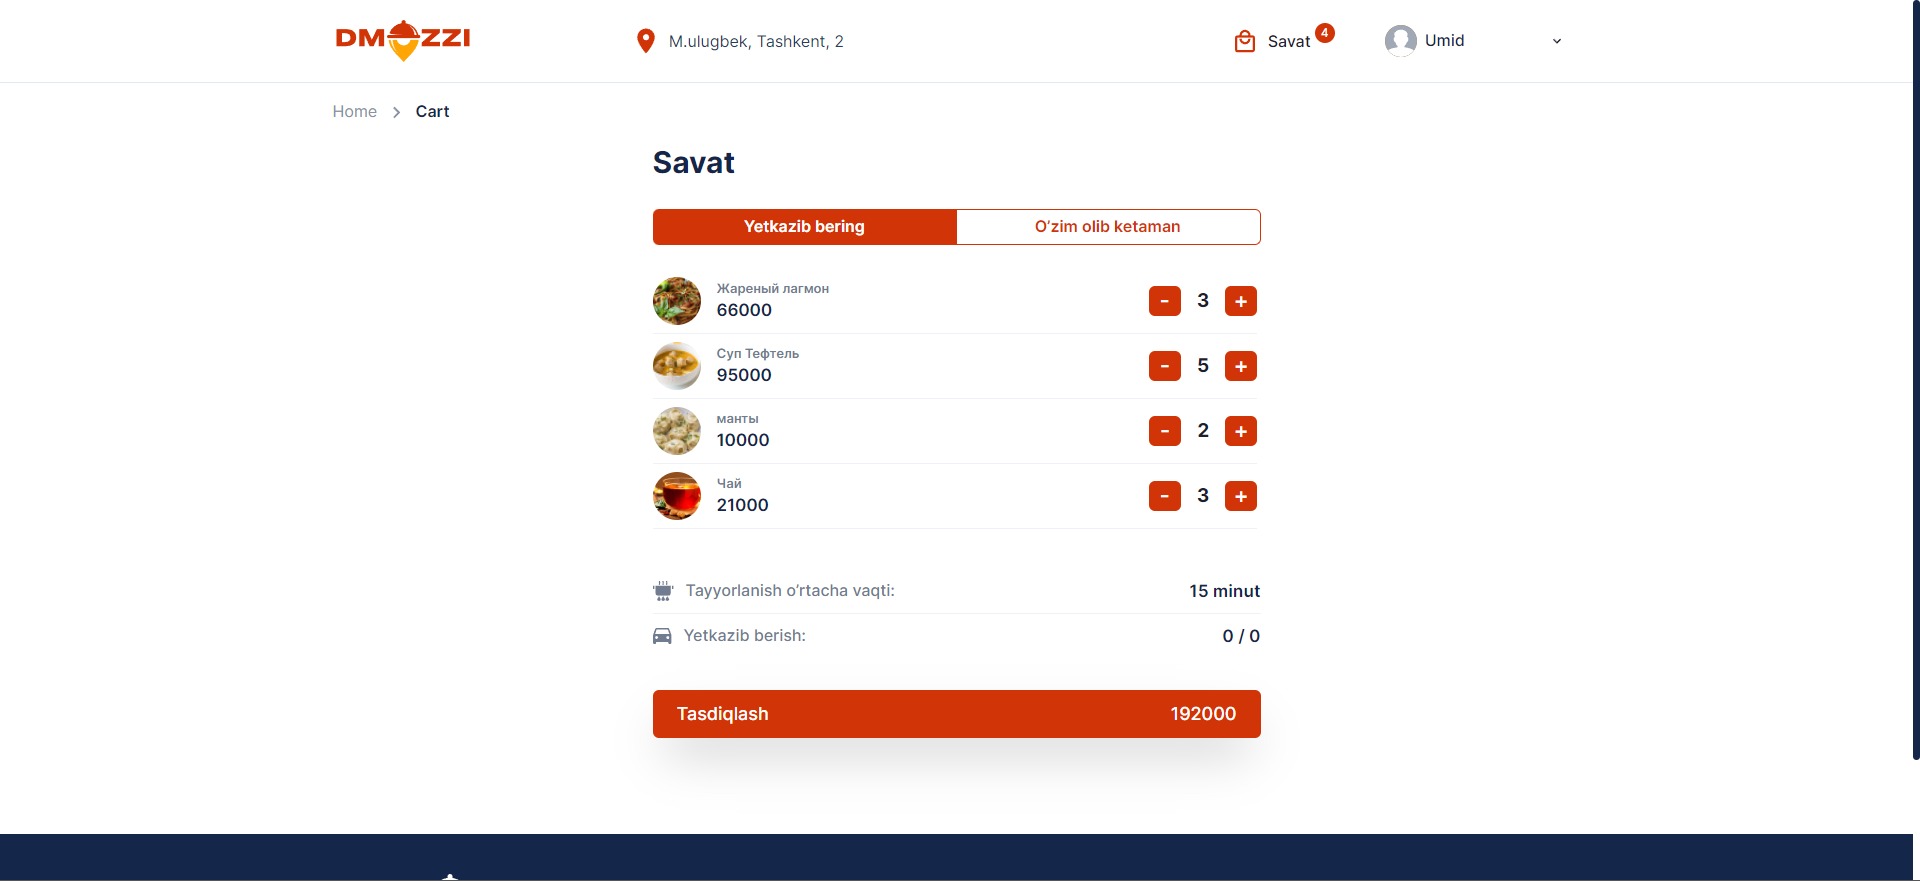 DMOZZI
M.ulugbek, Tashkent, 2
Savat 4
Umid
Home > Cart
Savat
Yetkazib bering
O‘zim olib ketaman
Жареный лагмон
66000
- 3 +
Суп Тефтель
95000
- 5 +
манты
10000
- 2 +
Чай
21000
- 3 +
Tayyorlanish o‘rtacha vaqti: 15 minut
Yetkazib berish: 0 / 0
Tasdiqlash 192000